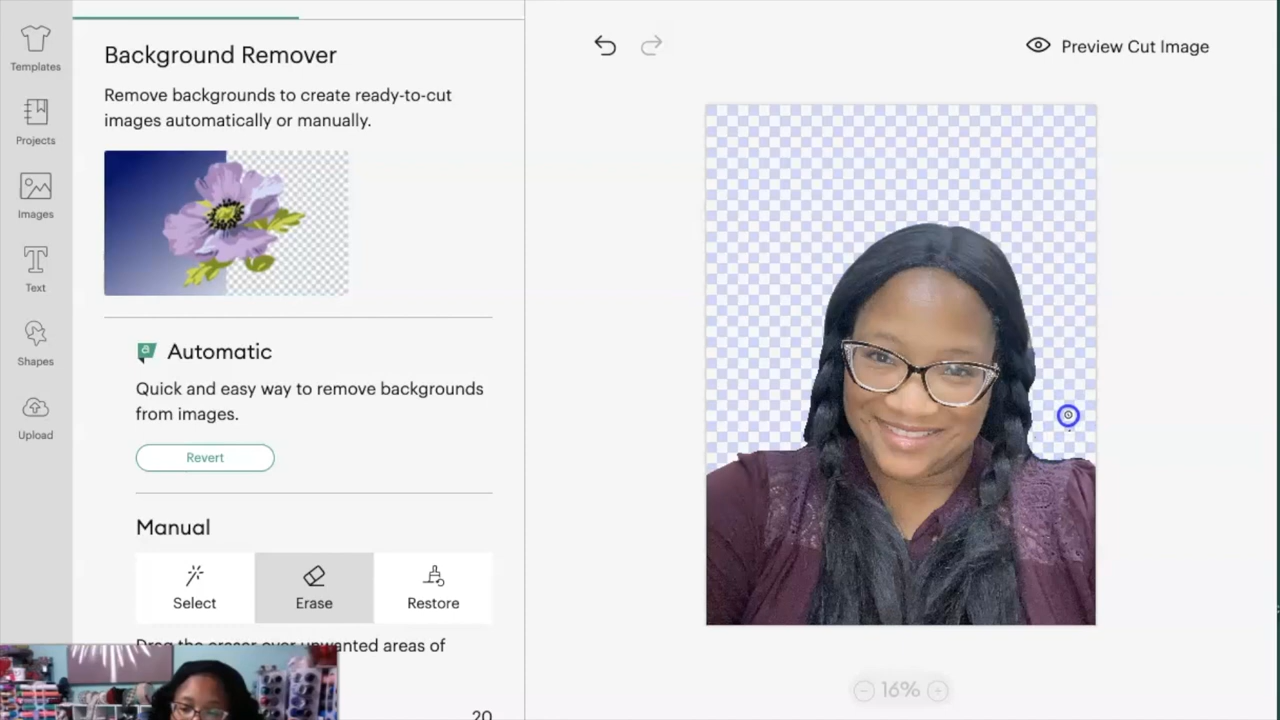 Templates
Projects
Images
Text
Shapes
Upload
Background Remover
Remove backgrounds to create ready-to-cut
images automatically or manually.
a
Automatic
Quick and easy way to remove backgrounds
from images.
Revert
Manual
Select
Erase
Restore
Drag the eraser over unwanted areas of
20
Preview Cut Image
16%